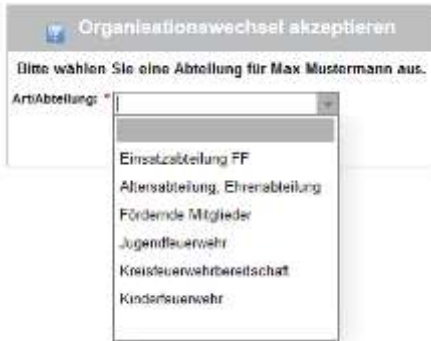 Organisationswechsel akzeptieren
Bitte wählen Sie eine Abteilung für Max Mustermann aus.
Art/Abteilung: *
Einsatzabteilung FF
Altersabteilung, Ehrenabteilung
Fördernde Mitglieder
Jugendfeuerwehr
Kreisfeuerwehrbereitschaft
Kinderfeuerwehr